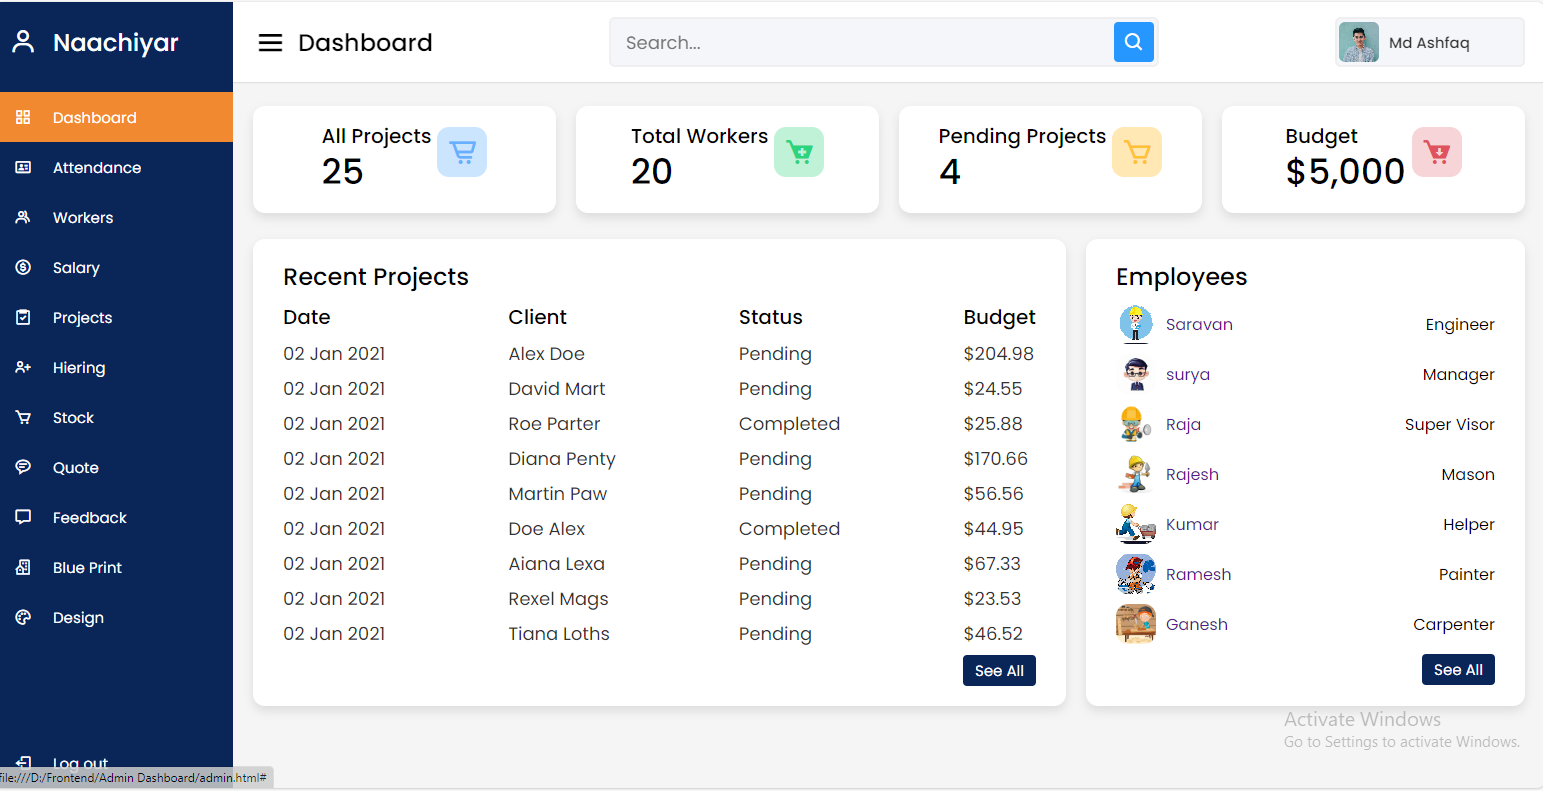 Naachiyar
Dashboard
Attendance
Workers
Salary
Projects
Hiering
Stock
Quote
Feedback
Blue Print
Design
Log out
file:///D:/Frontend/Admin Dashboard/admin.html#
Dashboard
Search...
Md Ashfaq
All Projects
25
Total Workers
20
Pending Projects
4
Budget
$5,000
Recent Projects
Date Client Status Budget
02 Jan 2021 Alex Doe Pending $204.98
02 Jan 2021 David Mart Pending $24.55
02 Jan 2021 Roe Parter Completed $25.88
02 Jan 2021 Diana Penty Pending $170.66
02 Jan 2021 Martin Paw Pending $56.56
02 Jan 2021 Doe Alex Completed $44.95
02 Jan 2021 Aiana Lexa Pending $67.33
02 Jan 2021 Rexel Mags Pending $23.53
02 Jan 2021 Tiana Loths Pending $46.52
See All
Employees
Saravan Engineer
surya Manager
Raja Super Visor
Rajesh Mason
Kumar Helper
Ramesh Painter
Ganesh Carpenter
See All
Activate Windows
Go to Settings to activate Windows.